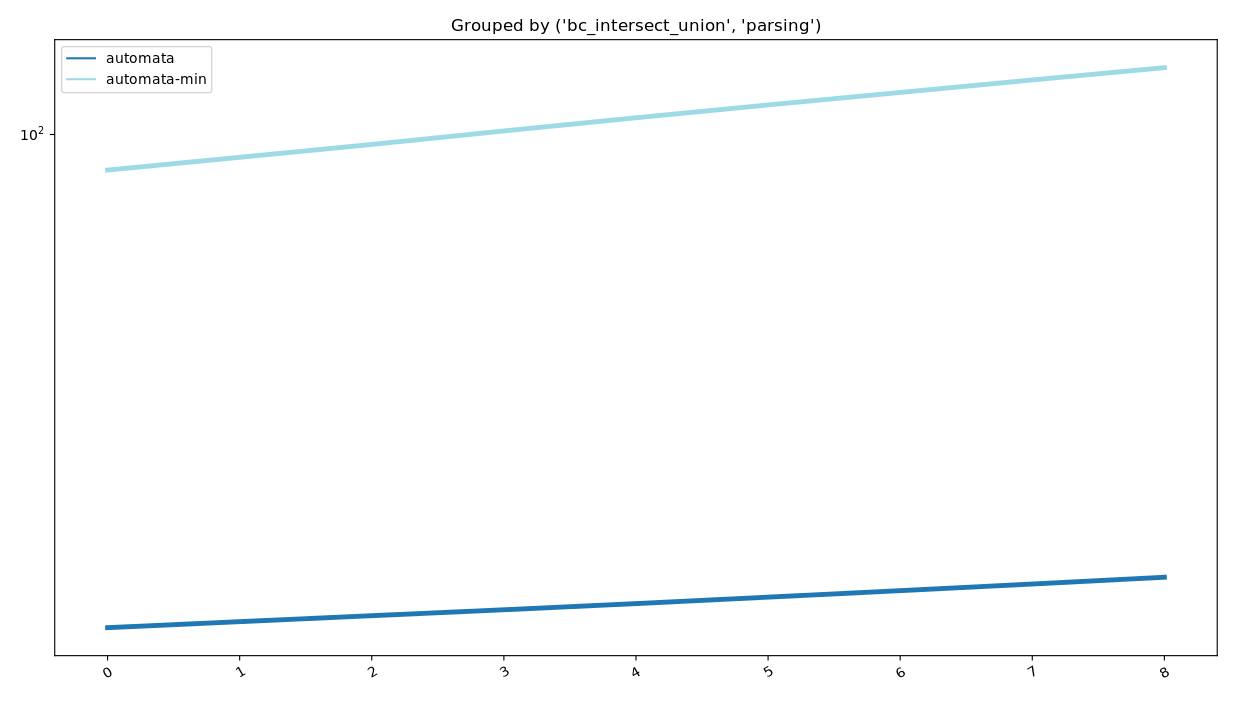 Grouped by ('bc_intersect_union', 'parsing')
automata
automata-min
10²
0 1 2 3 4 5 6 7 8